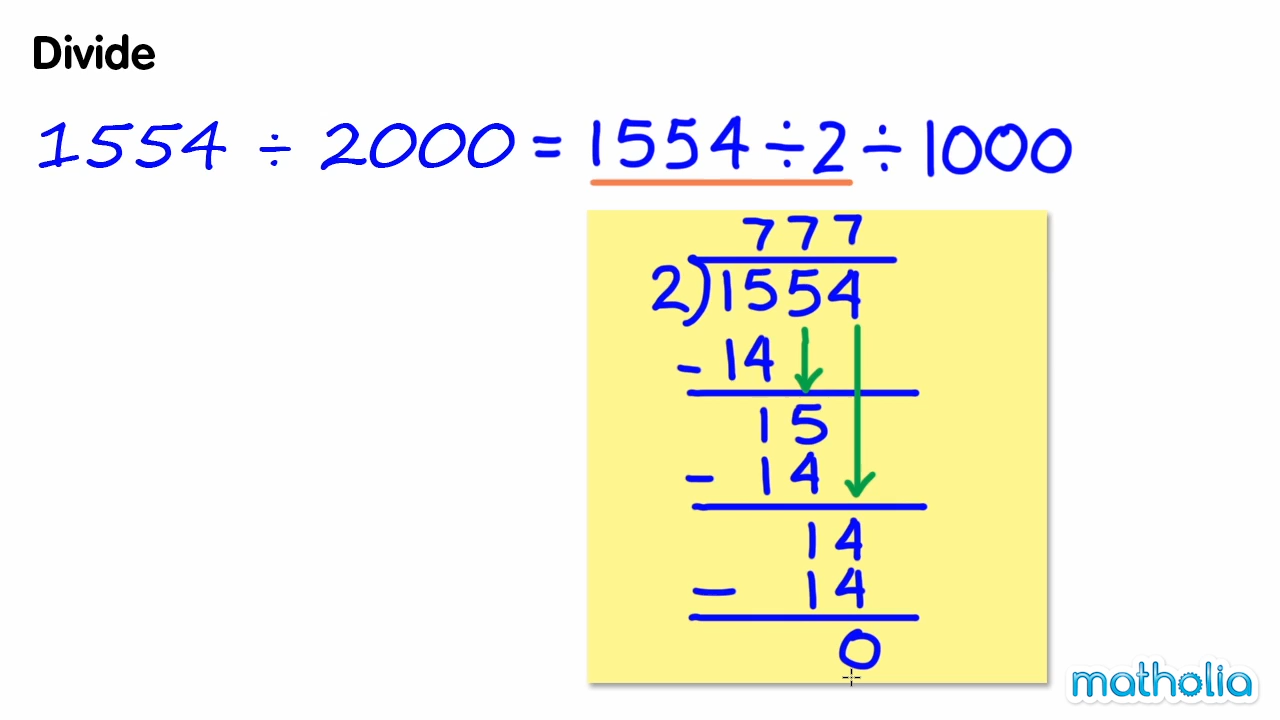 Divide
1554 ÷ 2000 = 1554 ÷ 2 ÷ 1000
777
2)1554
- 14
15
- 14
14
- 14
0
matholia